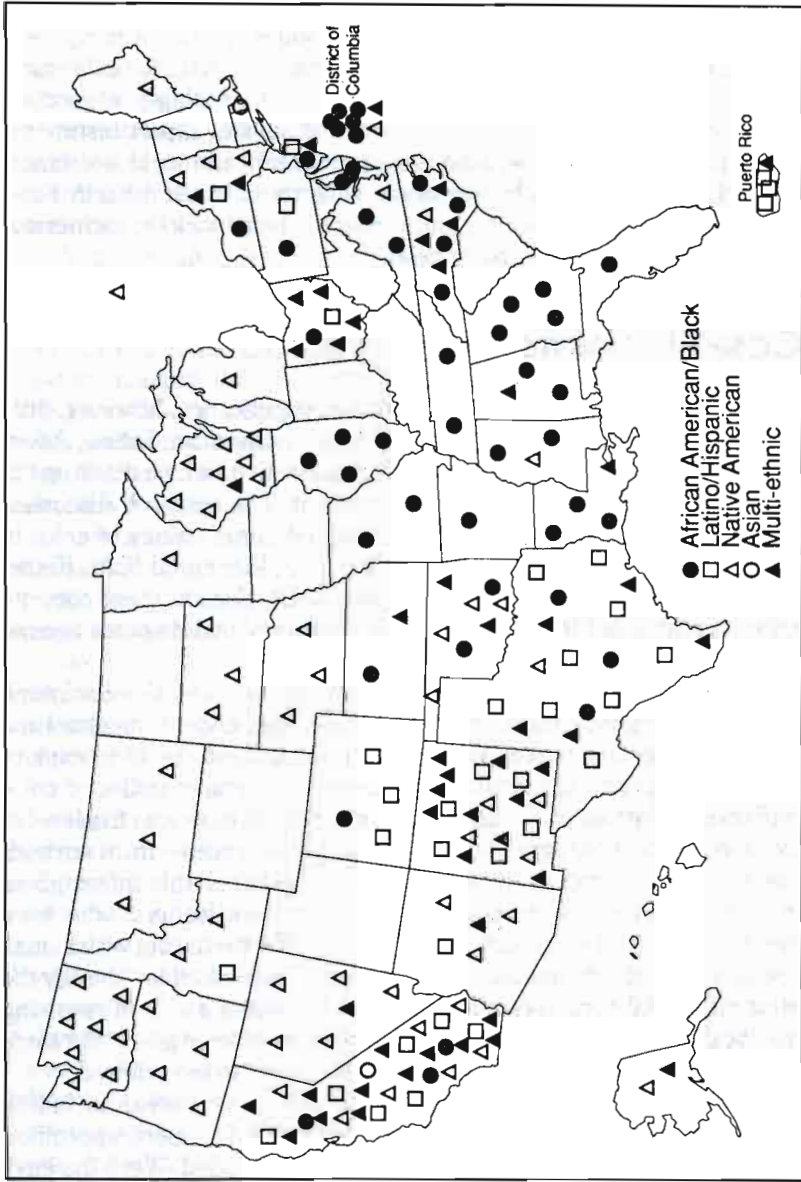 District of
Columbia
Puerto Rico
African American/Black
Latino/Hispanic
Native American
Asian
Multi-ethnic